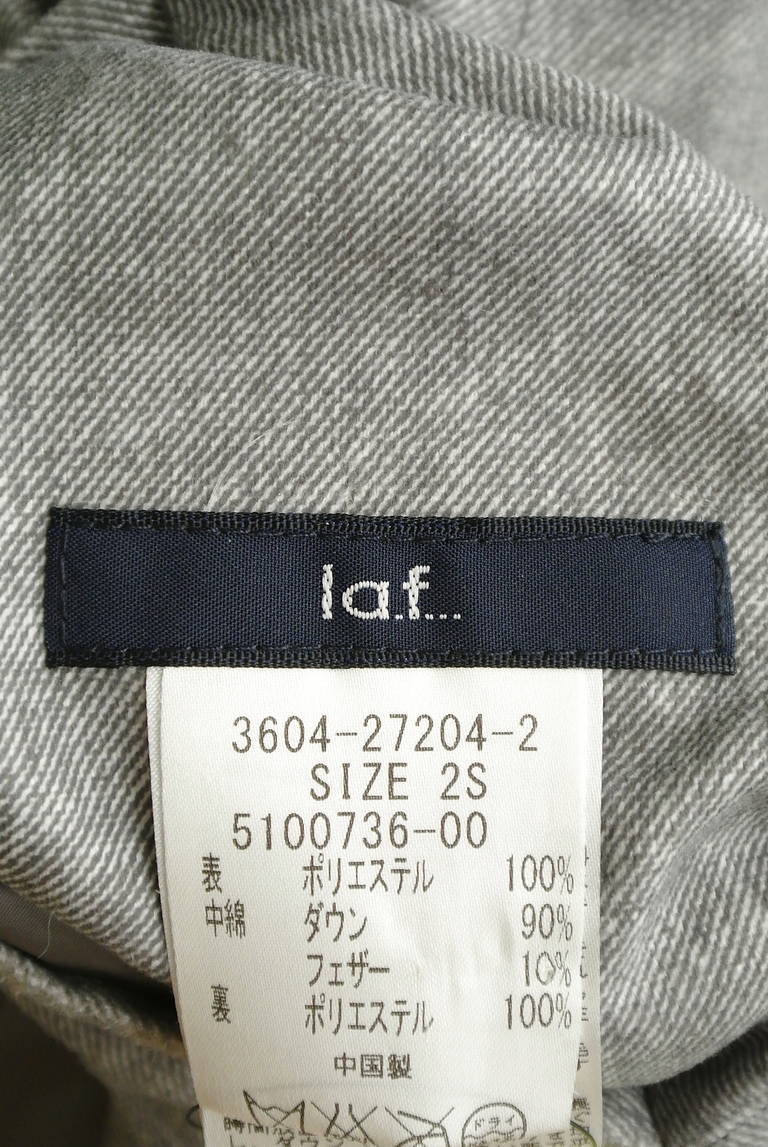 la.f...
3604-27204-2
SIZE 2S
5100736-00
表 ポリエステル 100%
中綿 ダウン 90%
フェザー 10%
裏 ポリエステル 100%
中国製